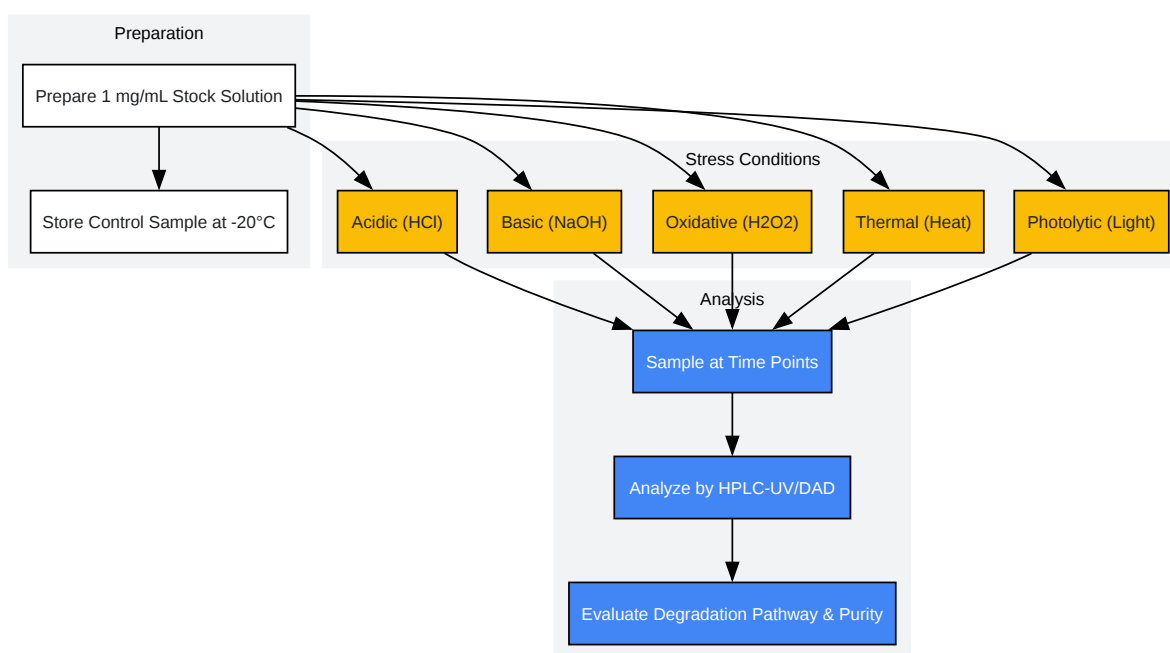 Preparation
Prepare 1 mg/mL Stock Solution
Store Control Sample at -20°C
Stress Conditions
Acidic (HCl)
Basic (NaOH)
Oxidative (H2O2)
Thermal (Heat)
Photolytic (Light)
Analysis
Sample at Time Points
Analyze by HPLC-UV/DAD
Evaluate Degradation Pathway & Purity